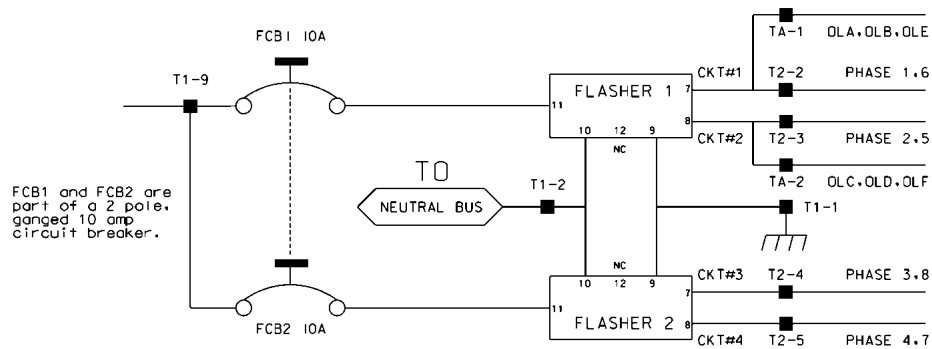 FCB1 10A
T1-9
TA-1 OLA,OLB,OLE
CKT#1 T2-2 PHASE 1,6
FLASHER 1
7
11
8
10 12 9
NC
CKT#2 T2-3 PHASE 2,5
TA-2 OLC,OLD,OLF
TO
NEUTRAL BUS
T1-2
T1-1
FCB1 and FCB2 are
part of a 2 pole,
ganged 10 amp
circuit breaker.
NC
10 12 9
CKT#3 T2-4 PHASE 3,8
7
11
FLASHER 2
8
FCB2 10A
CKT#4 T2-5 PHASE 4,7